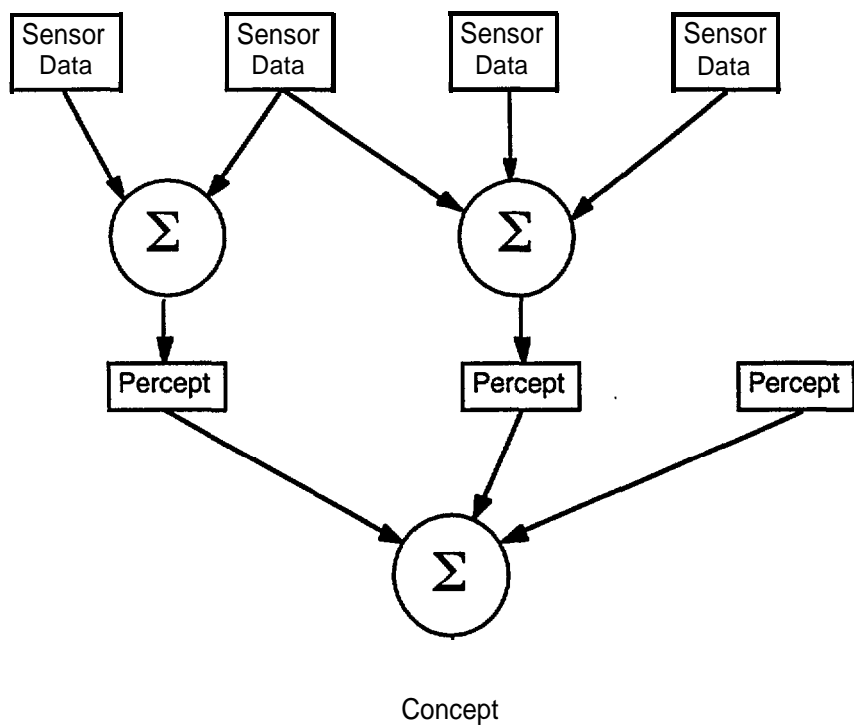 Sensor
Data
Sensor
Data
Sensor
Data
Sensor
Data
Σ
Σ
Percept
Percept
Percept
Σ
Concept